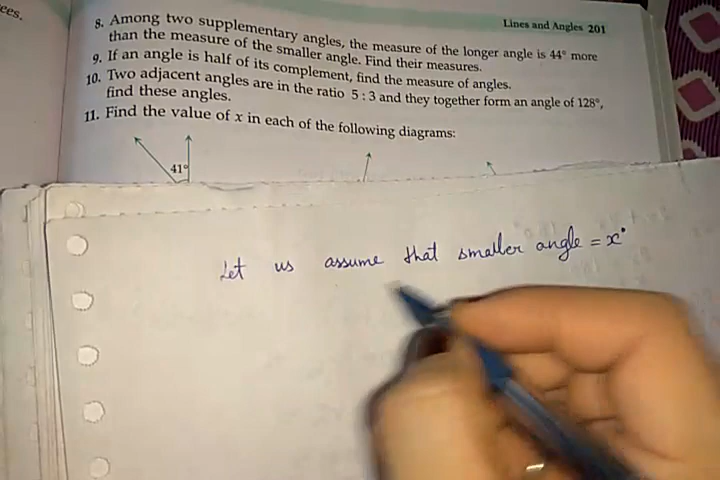 ees.
Lines and Angles 201
8. Among two supplementary angles, the measure of the longer angle is 44° more
than the measure of the smaller angle. Find their measures.
9. If an angle is half of its complement, find the measure of angles.
10. Two adjacent angles are in the ratio 5 : 3 and they together form an angle of 128°,
find these angles.
11. Find the value of x in each of the following diagrams:
41°
Let us assume that smaller angle = x°